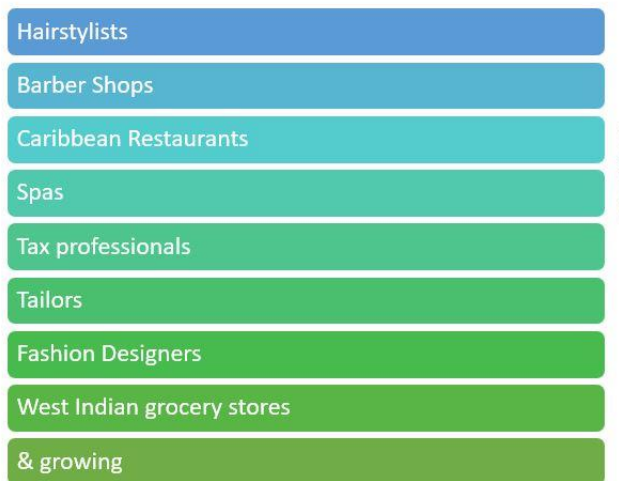 Hairstylists
Barber Shops
Caribbean Restaurants
Spas
Tax professionals
Tailors
Fashion Designers
West Indian grocery stores
& growing